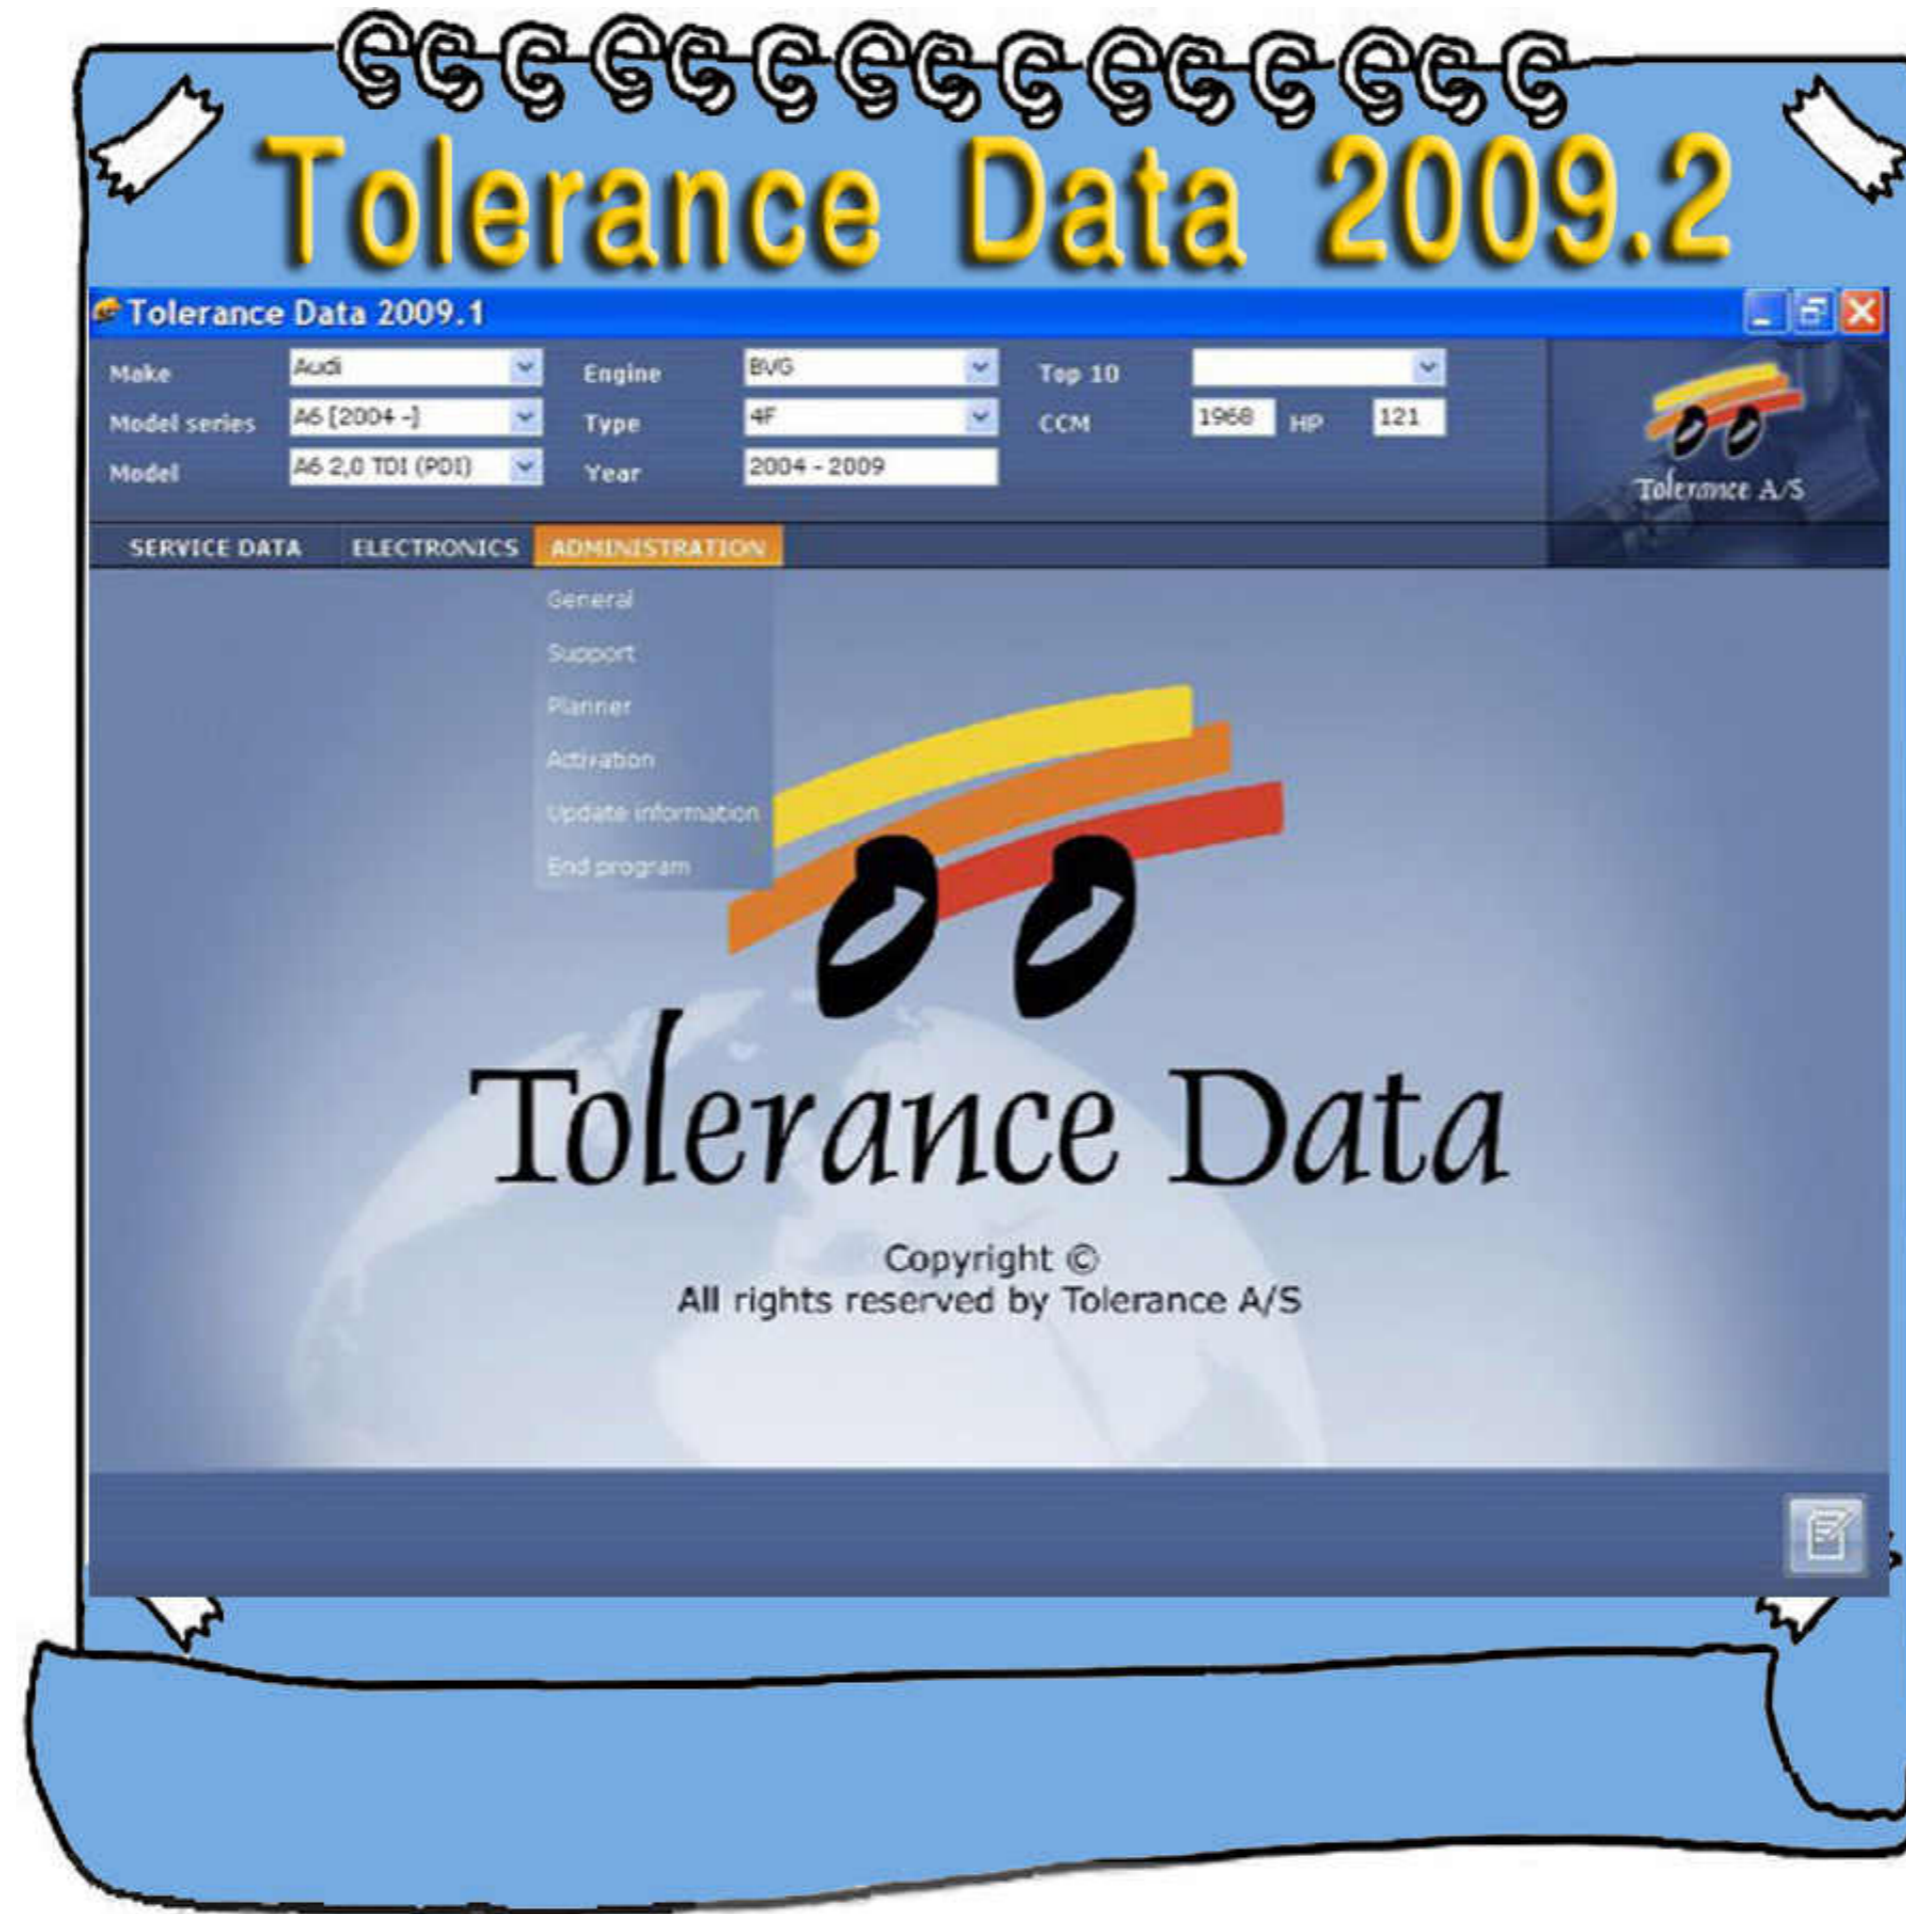 Tolerance Data 2009.2
Tolerance Data 2009.1
Make Audi Engine BVG Top 10
Model series A6 [2004 -] Type 4F CCM 1968 HP 121
Model A6 2,0 TDI (PDI) Year 2004 - 2009
Tolerance A/S
SERVICE DATA ELECTRONICS ADMINISTRATION
General
Support
Planner
Activation
Update information
End program
Tolerance Data
Copyright ©
All rights reserved by Tolerance A/S